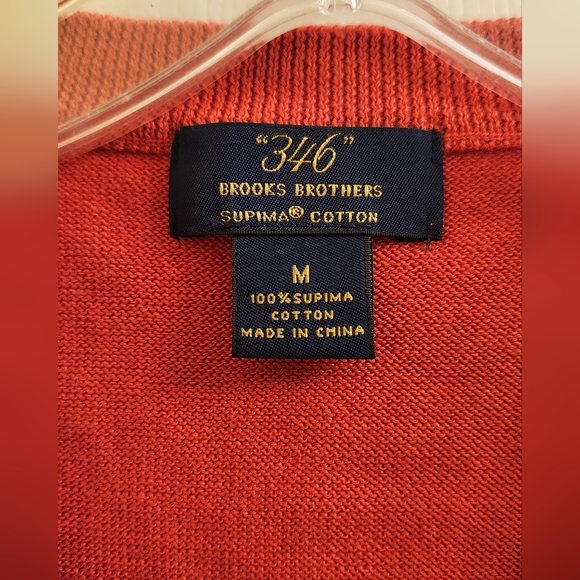 "346"
BROOKS BROTHERS
SUPIMA® COTTON
M
100% SUPIMA
COTTON
MADE IN CHINA